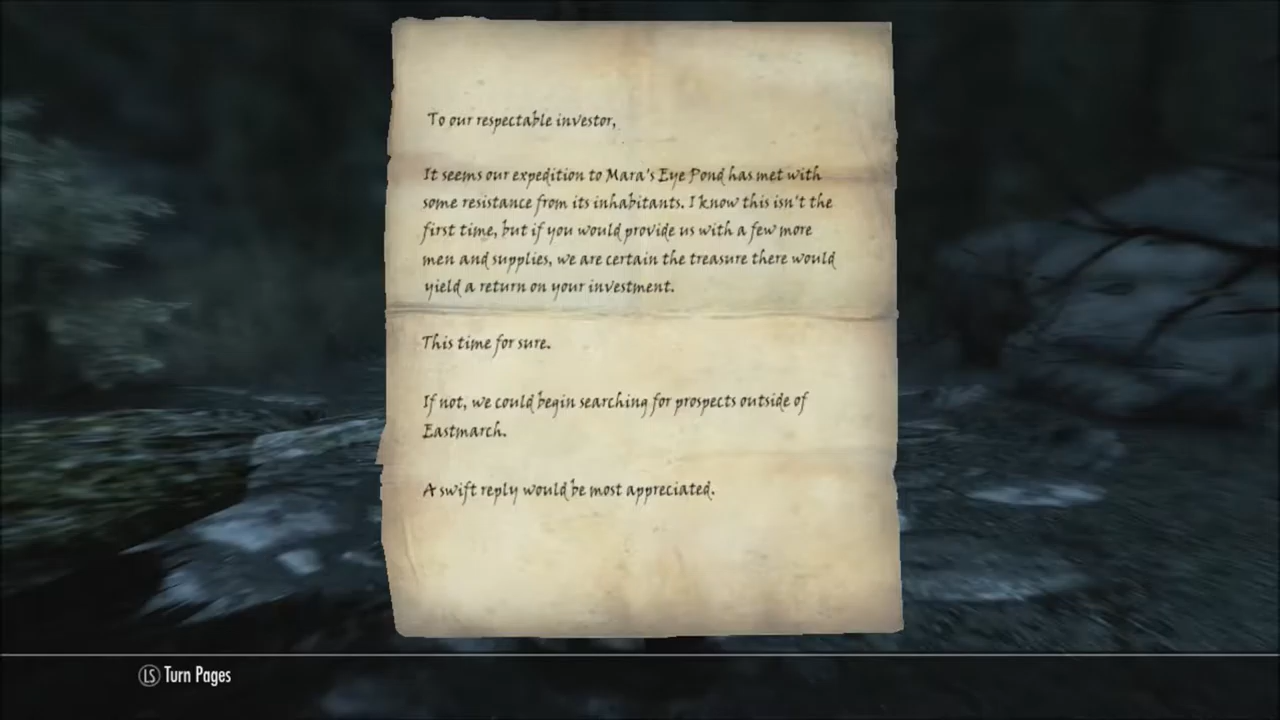 To our respectable investor,
It seems our expedition to Mara's Eye Pond has met with
some resistance from its inhabitants. I know this isn't the
first time, but if you would provide us with a few more
men and supplies, we are certain the treasure there would
yield a return on your investment.
This time for sure.
If not, we could begin searching for prospects outside of
Eastmarch.
A swift reply would be most appreciated.
LS Turn Pages